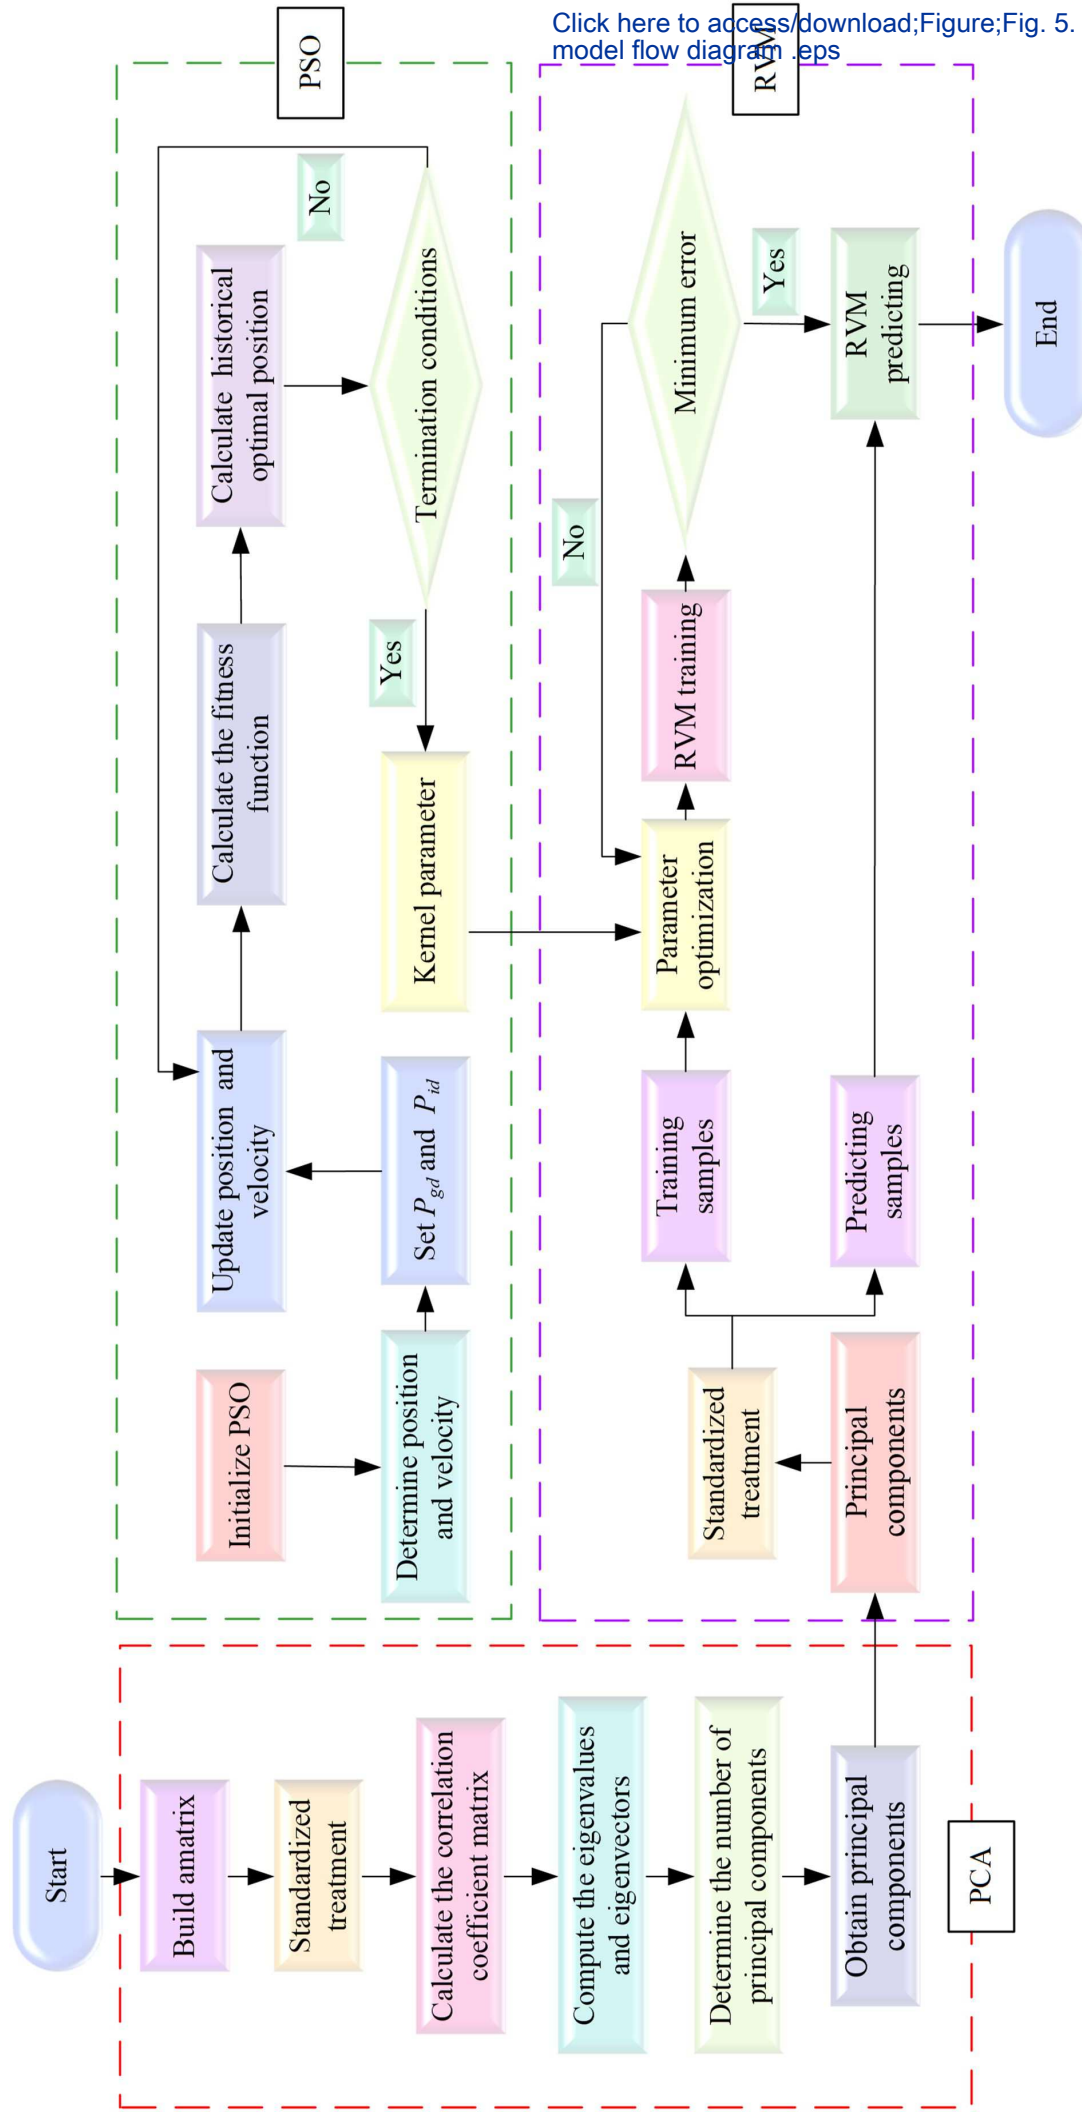 Click here to access/download;Figure;Fig. 5.
model flow diagram .eps
Start
Build amatrix
Standardized
treatment
Calculate the correlation
coefficient matrix
Compute the eigenvalues
and eigenvectors
Determine the number of
principal components
Obtain principal
components
PCA
PSO
Initialize PSO
Determine position
and velocity
Set Pgd and Pid
Update position and
velocity
Calculate the fitness
function
Calculate historical
optimal position
Termination conditions
No
Yes
Kernel parameter
RVM
Principal
components
Standardized
treatment
Training
samples
Predicting
samples
Parameter
optimization
RVM training
Minimum error
No
Yes
RVM
predicting
End